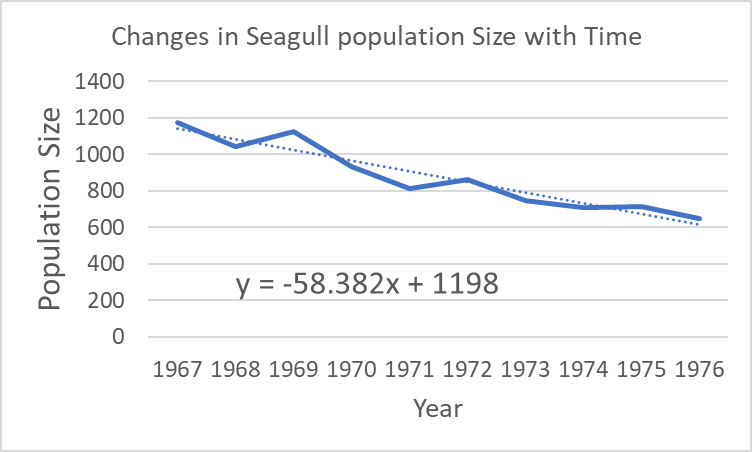 Changes in Seagull population Size with Time
Population Size
1400
1200
1000
800
600
400
200
0
y = -58.382x + 1198
1967 1968 1969 1970 1971 1972 1973 1974 1975 1976
Year